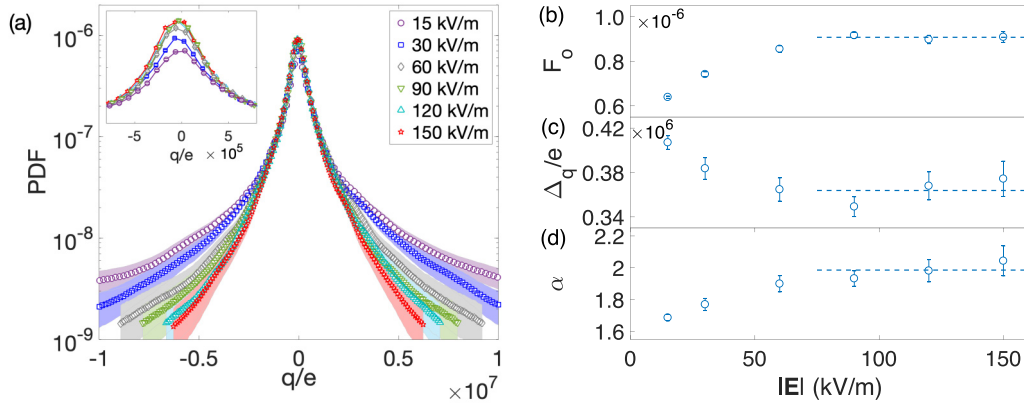 (a)
PDF
10^-6
10^-7
10^-8
10^-9
-1
-0.5
0
0.5
1
q/e
× 10^7
-5
0
5
q/e × 10^5
15 kV/m
30 kV/m
60 kV/m
90 kV/m
120 kV/m
150 kV/m
(b)
F_o
×10^-6
1.0
0.8
0.6
(c)
Δ_q/e
0.42
×10^6
0.38
0.34
(d)
α
2.2
2
1.8
1.6
0
50
100
150
|E| (kV/m)